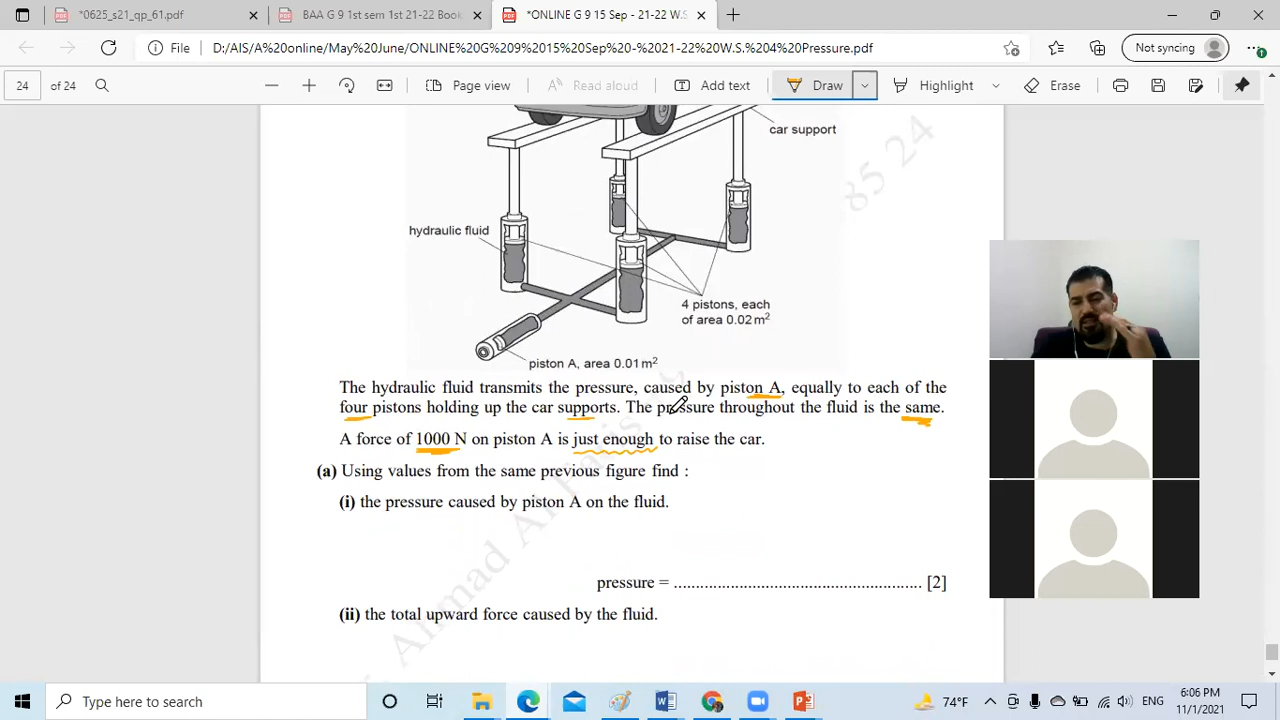 *0625_s21_qp_61.pdf
BAA G 9 1st sem 1st 21-22 Book
*ONLINE G 9 15 Sep - 21-22 W.S.
File
D:/AIS/A%20online/May%20June/ONLINE%20G%209%2015%20Sep%20-%2021-22%20W.S.%204%20Pressure.pdf
Not syncing
24 of 24
Page view
Read aloud
Add text
Draw
Highlight
Erase
car support
85 24
hydraulic fluid
4 pistons, each
of area 0.02 m²
piston A, area 0.01 m²
The hydraulic fluid transmits the pressure, caused by piston A, equally to each of the
four pistons holding up the car supports. The pressure throughout the fluid is the same.
A force of 1000 N on piston A is just enough to raise the car.
(a) Using values from the same previous figure find :
(i) the pressure caused by piston A on the fluid.
pressure = ............................................................ [2]
(ii) the total upward force caused by the fluid.
Ahmad
Type here to search
74°F
ENG
6:06 PM
11/1/2021